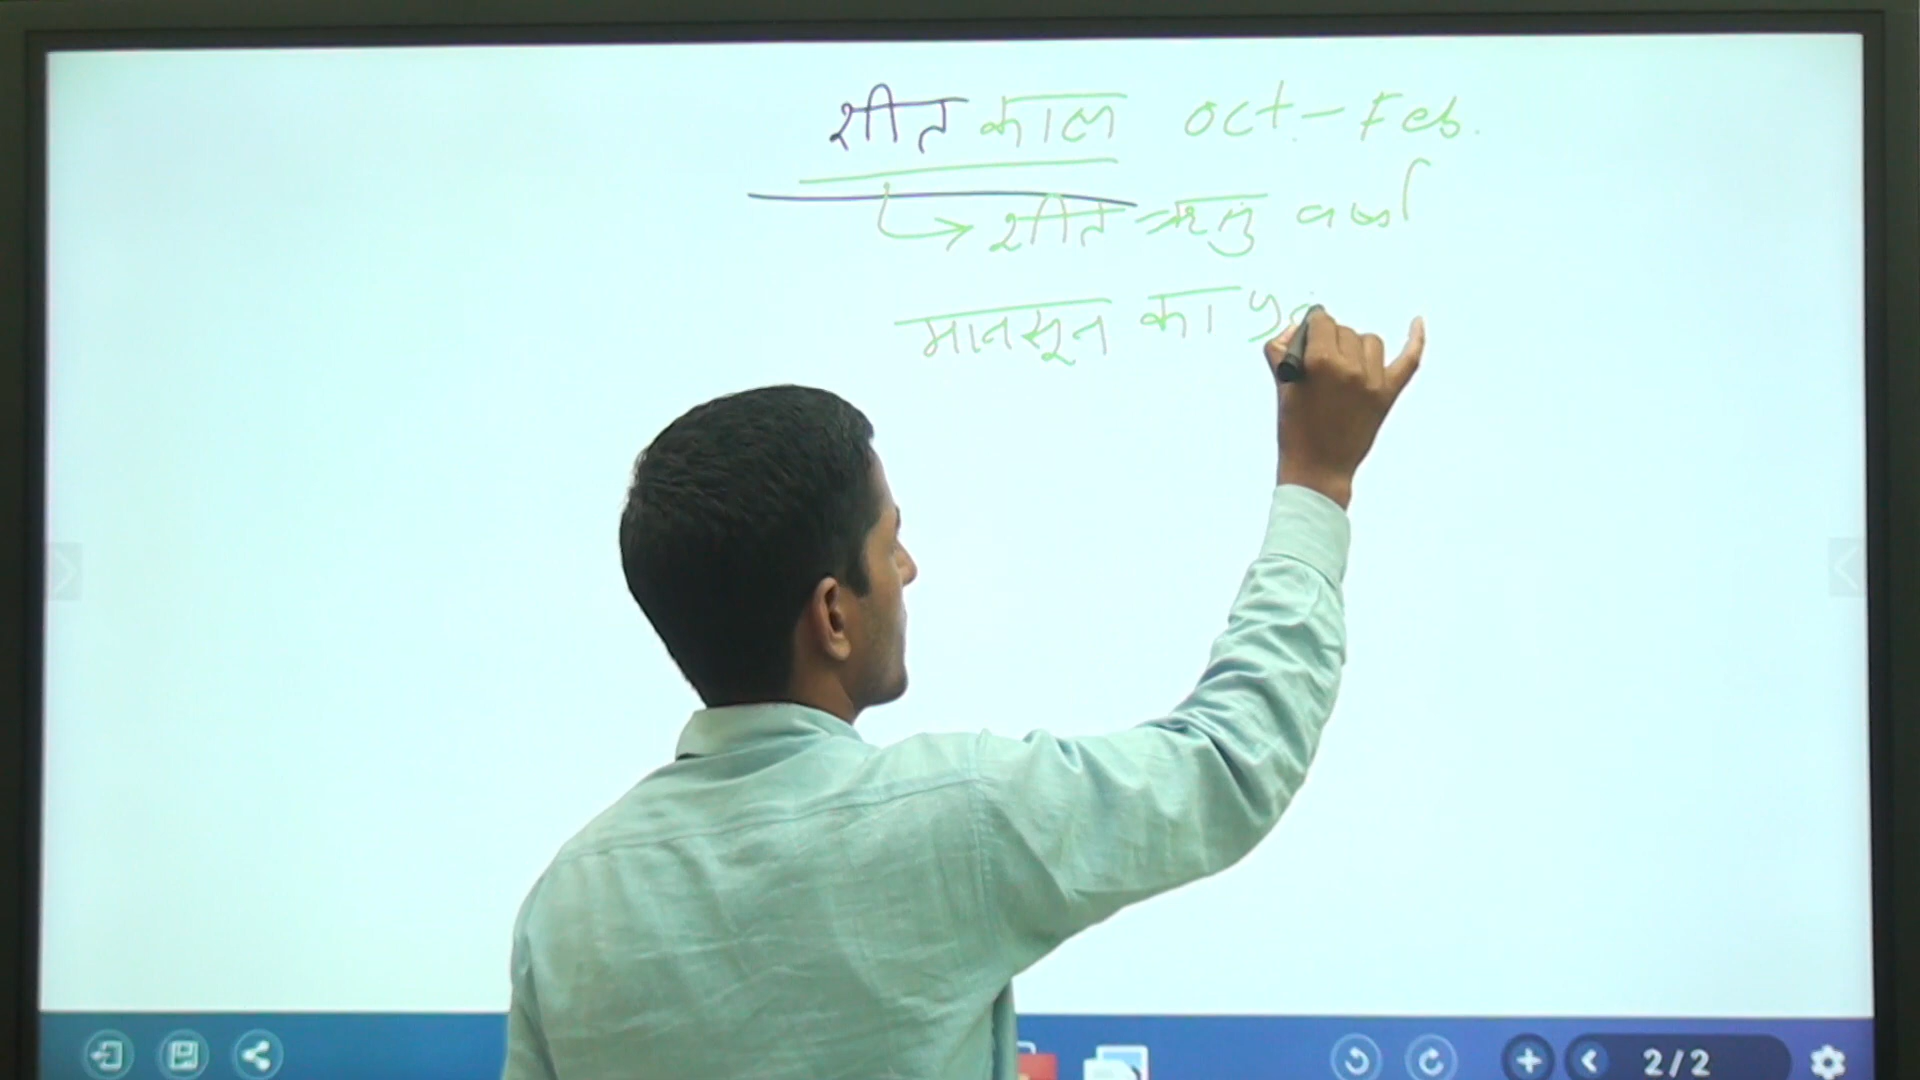 शीत काल Oct - Feb.
शीत ऋतु वर्षा
मानसून का
2/2